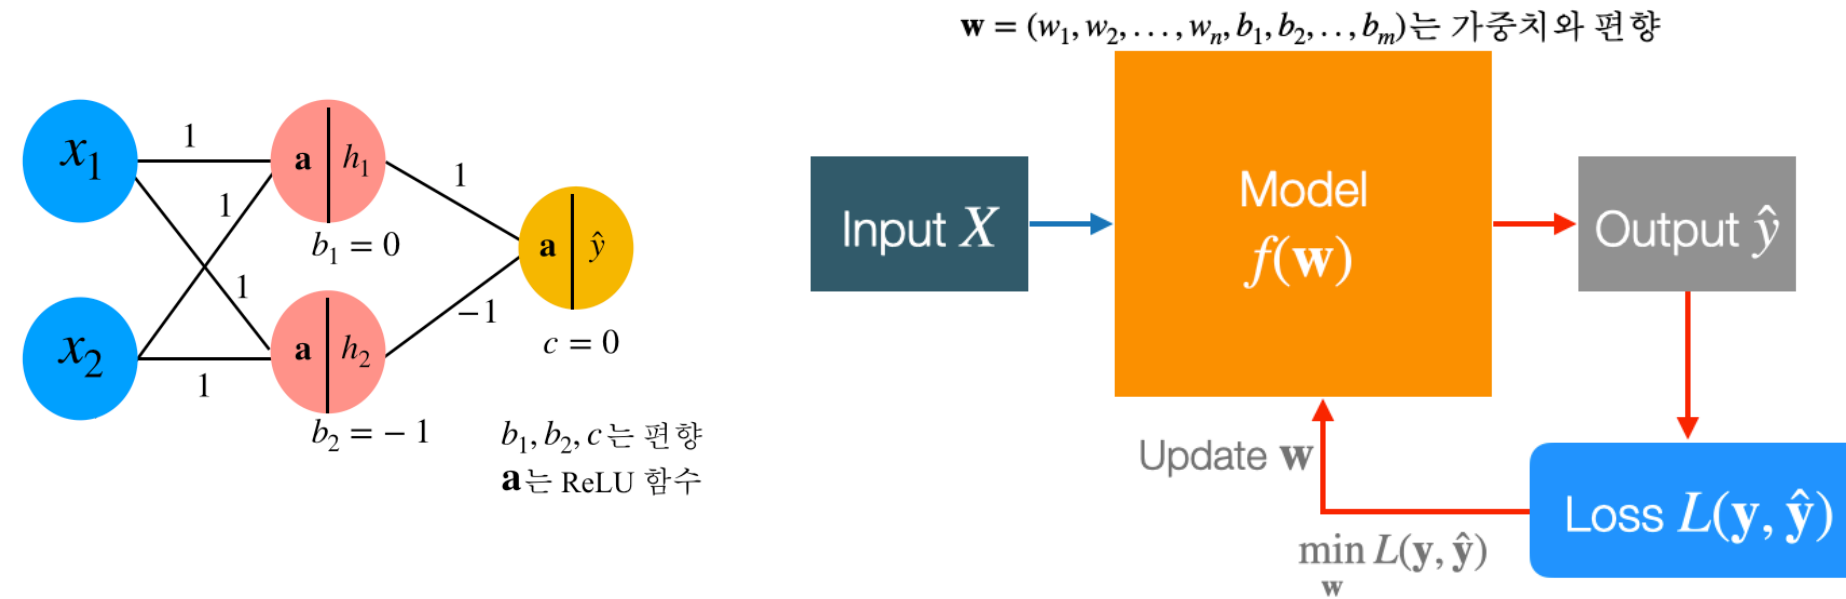 w = (w₁, w₂, . . . , wₙ, b₁, b₂, . . , bₘ)는 가중치와 편향
x₁
1
a | h₁
1
1
b₁ = 0
a | ŷ
1
x₂
a | h₂
−1
c = 0
1
b₂ = − 1
b₁, b₂, c는 편향
a는 ReLU 함수
Input X
Model
f(w)
Output ŷ
Update w
Loss L(y, ŷ)
min L(y, ŷ)
w